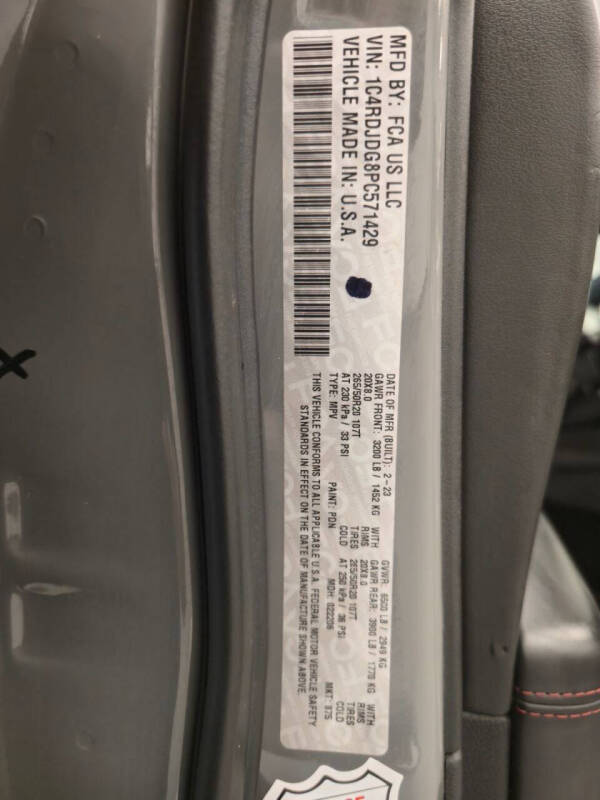 MFD BY: FCA US LLC
VIN: 1C4RDJDG8PC571429
VEHICLE MADE IN: U.S.A.
DATE OF MFR (BUILT): 2-23 GVWR: 6500 LB / 2949 KG
GAWR FRONT: 3200 LB / 1452 KG WITH GAWR REAR: 3900 LB / 1770 KG WITH
20X8.0 RIMS 20X8.0 RIMS
265/50R20 107T TIRES 265/50R20 107T TIRES
AT 230 kPa / 33 PSI COLD AT 250 kPa / 36 PSI COLD
TYPE: MPV PAINT: PDN MDH: 022206 MKT: 875
THIS VEHICLE CONFORMS TO ALL APPLICABLE U.S.A. FEDERAL MOTOR VEHICLE SAFETY
STANDARDS IN EFFECT ON THE DATE OF MANUFACTURE SHOWN ABOVE.
X